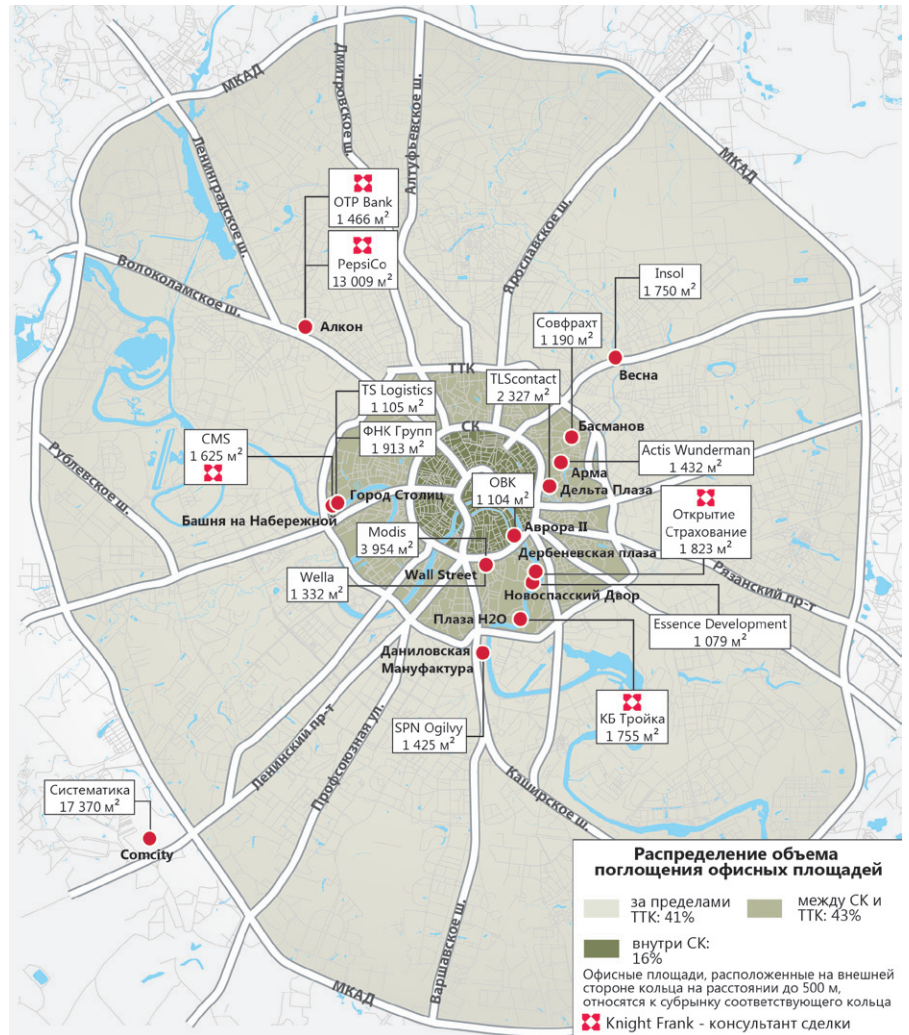 МКАД
Дмитровское ш.
Алтуфьевское ш.
Ленинградское ш.
МКАД
OTP Bank
1 466 м²
PepsiCo
13 009 м²
Ярославское ш.
Волоколамское ш.
Insol
1 750 м²
Совфрахт
1 190 м²
Алкон
ТТК
Весна
TLScontact
2 327 м²
TS Logistics
1 105 м²
СК
Басманов
ФНК Групп
1 913 м²
CMS
1 625 м²
Actis Wunderman
1 432 м²
Рублевское ш.
Арма
ОВК
1 104 м²
Дельта Плаза
Город Столиц
Башня на Набережной
Открытие
Страхование
1 823 м²
Аврора II
Modis
3 954 м²
Дербеневская плаза
Wall Street
Рязанский пр-т
Wella
1 332 м²
Новоспасский Двор
Плаза H2O
Essence Development
1 079 м²
Даниловская
Мануфактура
КБ Тройка
1 755 м²
SPN Ogilvy
1 425 м²
Ленинский пр-т
Профсоюзная ул.
Каширское ш.
Систематика
17 370 м²
Comcity
Варшавское ш.
МКАД
Распределение объема
поглощения офисных площадей
за пределами
ТТК: 41%
между СК и
ТТК: 43%
внутри СК:
16%
Офисные площади, расположенные на внешней
стороне кольца на расстоянии до 500 м,
относятся к субрынку соответствующего кольца
Knight Frank - консультант сделки